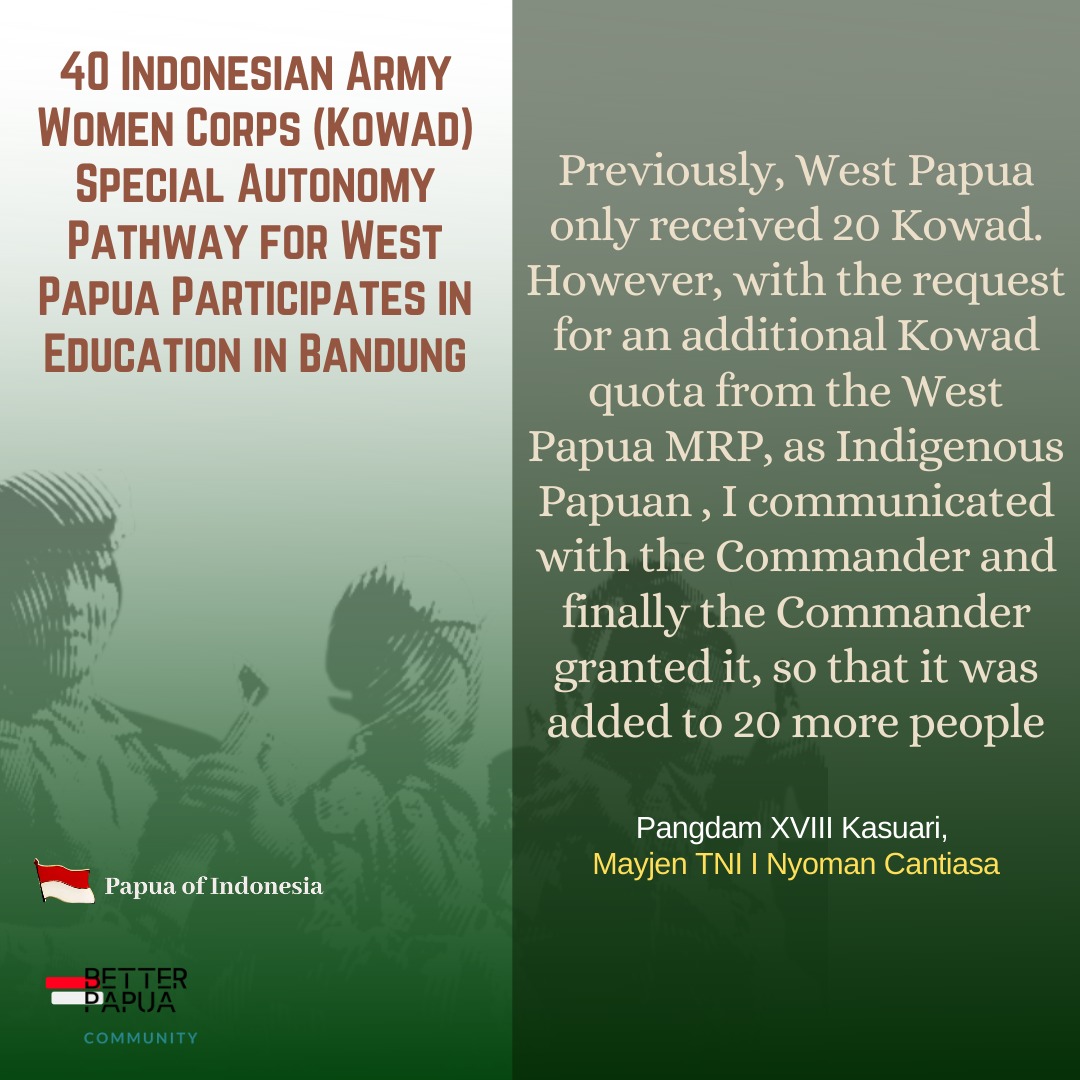 40 Indonesian Army
Women Corps (Kowad)
Special Autonomy
Pathway for West
Papua Participates in
Education in Bandung
Previously, West Papua
only received 20 Kowad.
However, with the request
for an additional Kowad
quota from the West
Papua MRP, as Indigenous
Papuan , I communicated
with the Commander and
finally the Commander
granted it, so that it was
added to 20 more people
Pangdam XVIII Kasuari,
Mayjen TNI I Nyoman Cantiasa
Papua of Indonesia
BETTER
PAPUA
COMMUNITY